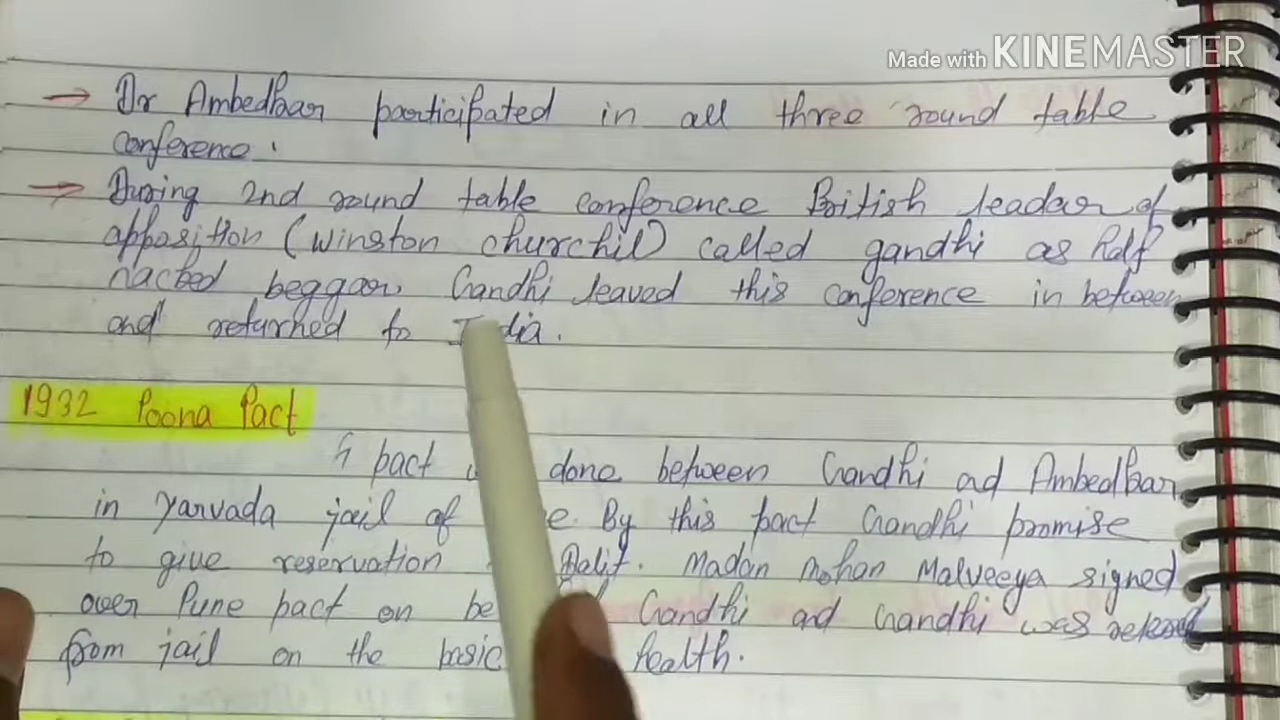 Made with KINEMASTER
→ Dr Ambedkar participated in all three round table
conference.
→ During 2nd round table conference British leader of
apposition (Winston churchil) called gandhi as half
nacked beggar. Gandhi leaved this conference in between
and returned to India.
1932 Poona Pact
pact done between Gandhi ad Ambedkar
in Yarvada jail of By this pact Gandhi promise
to give reservation Dalit. Madan Mohan Malveeya signed
over Pune pact on Gandhi ad Gandhi was released
from jail on the basic health.